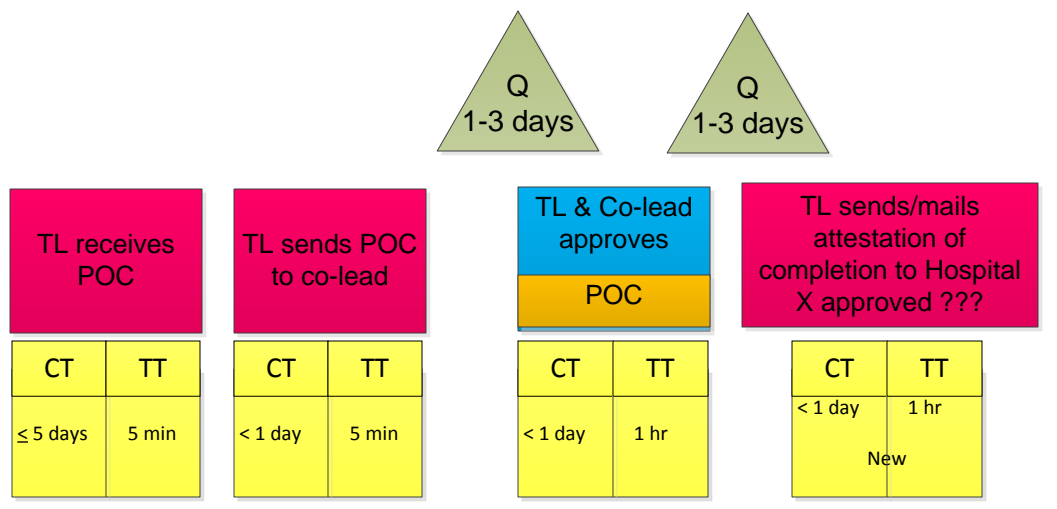 Q
1-3 days
Q
1-3 days
TL receives
POC
TL sends POC
to co-lead
TL & Co-lead
approves
POC
TL sends/mails
attestation of
completion to Hospital
X approved ???
CT TT
≤ 5 days 5 min
CT TT
< 1 day 5 min
CT TT
< 1 day 1 hr
CT TT
< 1 day 1 hr
New